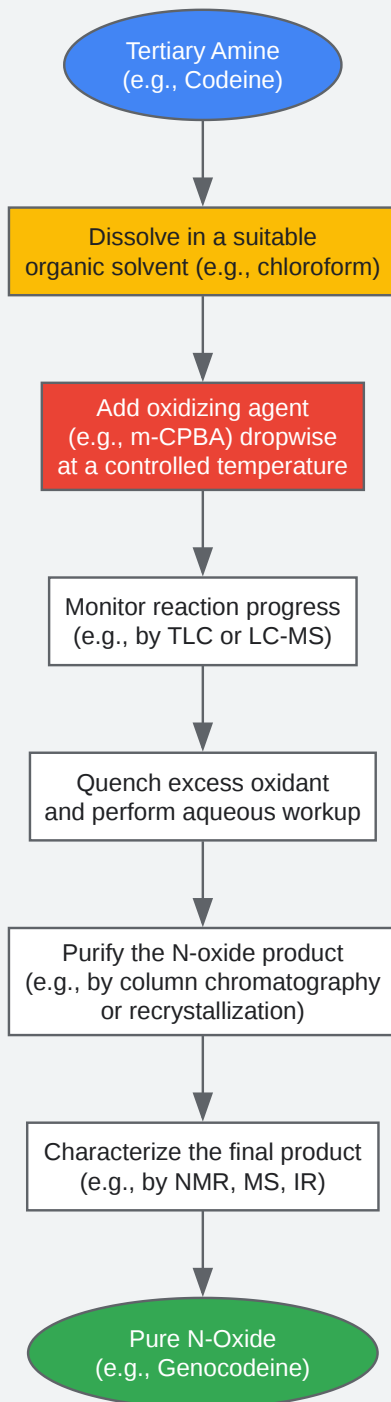 Tertiary Amine
(e.g., Codeine)
Dissolve in a suitable
organic solvent (e.g., chloroform)
Add oxidizing agent
(e.g., m-CPBA) dropwise
at a controlled temperature
Monitor reaction progress
(e.g., by TLC or LC-MS)
Quench excess oxidant
and perform aqueous workup
Purify the N-oxide product
(e.g., by column chromatography
or recrystallization)
Characterize the final product
(e.g., by NMR, MS, IR)
Pure N-Oxide
(e.g., Genocodeine)